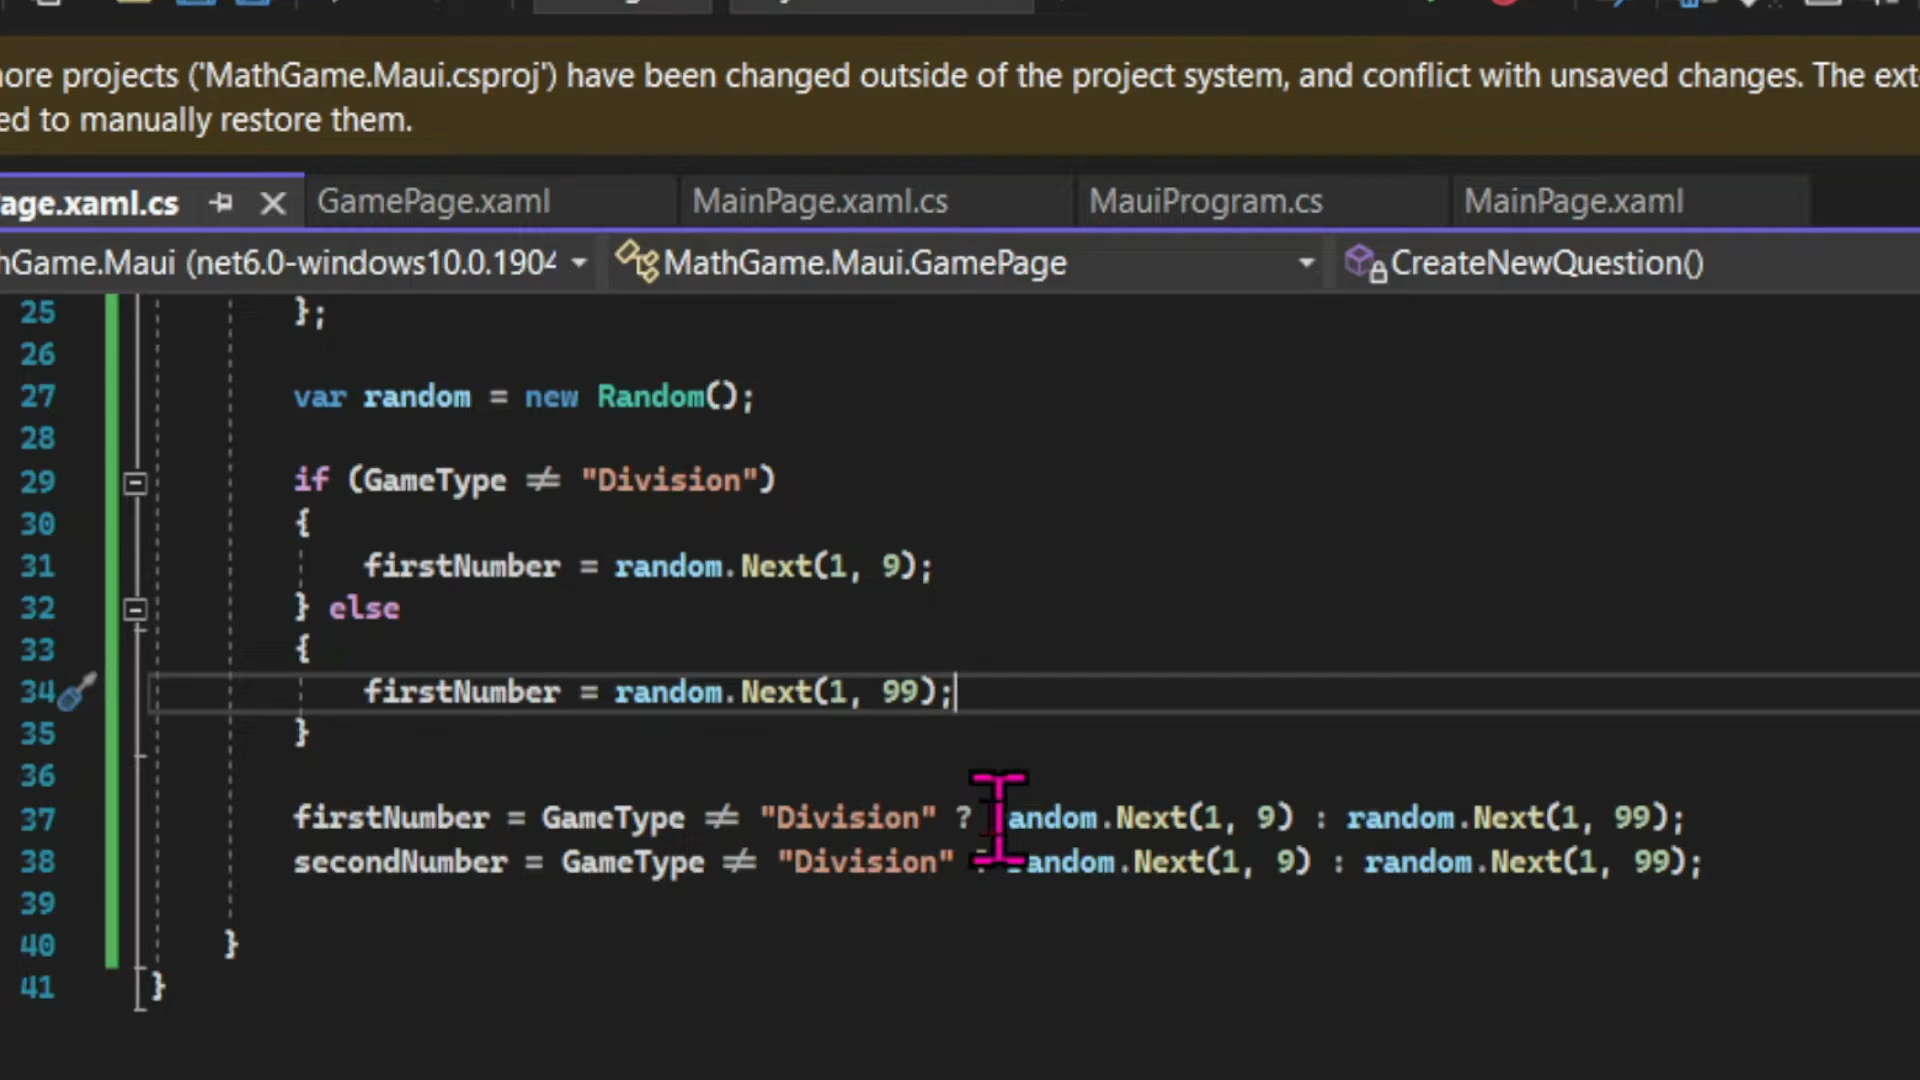 ore projects ('MathGame.Maui.csproj') have been changed outside of the project system, and conflict with unsaved changes. The ext
ed to manually restore them.
age.xaml.cs GamePage.xaml MainPage.xaml.cs MauiProgram.cs MainPage.xaml
hGame.Maui (net6.0-windows10.0.1904 MathGame.Maui.GamePage CreateNewQuestion()
25 };
26
27 var random = new Random();
28
29 if (GameType ≠ "Division")
30 {
31 firstNumber = random.Next(1, 9);
32 } else
33 {
34 firstNumber = random.Next(1, 99);
35 }
36
37 firstNumber = GameType ≠ "Division" ? random.Next(1, 9) : random.Next(1, 99);
38 secondNumber = GameType ≠ "Division" ? random.Next(1, 9) : random.Next(1, 99);
39
40 }
41 }